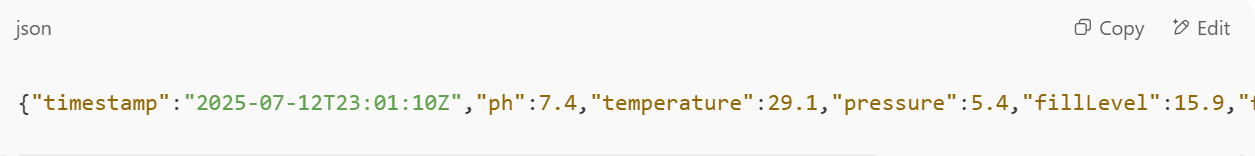 json
Copy
Edit
{"timestamp":"2025-07-12T23:01:10Z","ph":7.4,"temperature":29.1,"pressure":5.4,"fillLevel":15.9,"